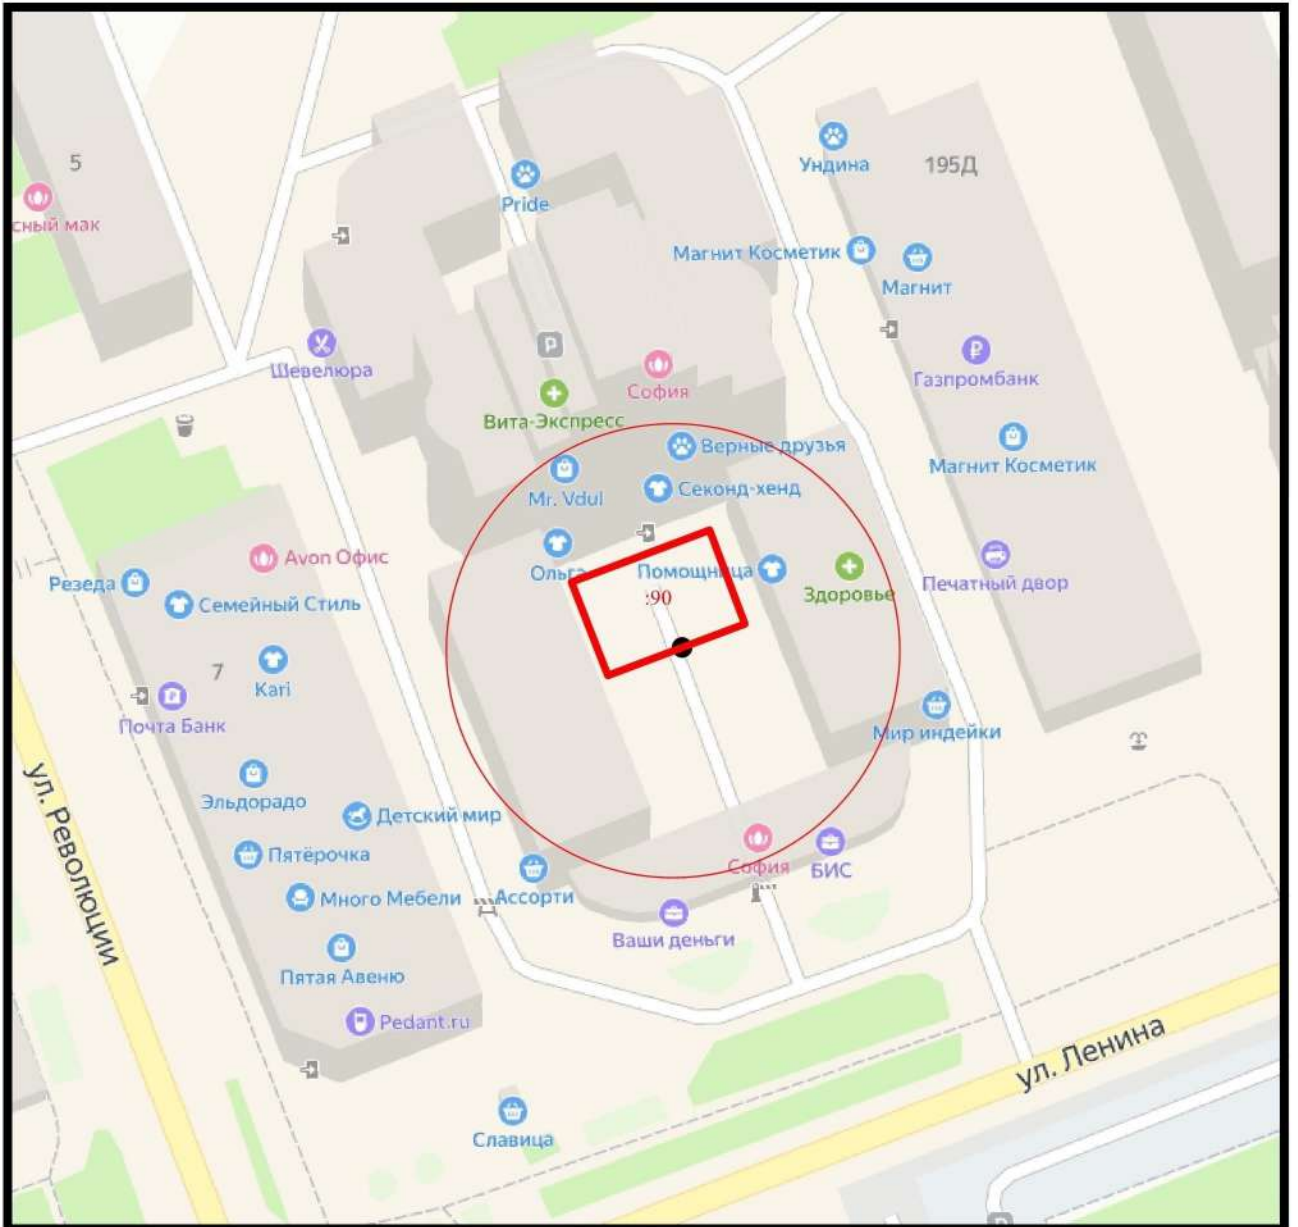 5
Ундина
195Д
Pride
сный мак
Магнит Косметик
Магнит
Шевелюра
Газпромбанк
София
Вита-Экспресс
Верные друзья
Магнит Косметик
Mr. Vdul
Секонд-хенд
Avon Офис
Резеда
Ольга
Помощница
Печатный двор
Здоровье
:90
Семейный Стиль
7
Kari
Почта Банк
Мир индейки
ул. Революции
Эльдорадо
Детский мир
Пятёрочка
София
БИС
Много Мебели
Ассорти
Ваши деньги
Пятая Авеню
Pedant.ru
ул. Ленина
Славица